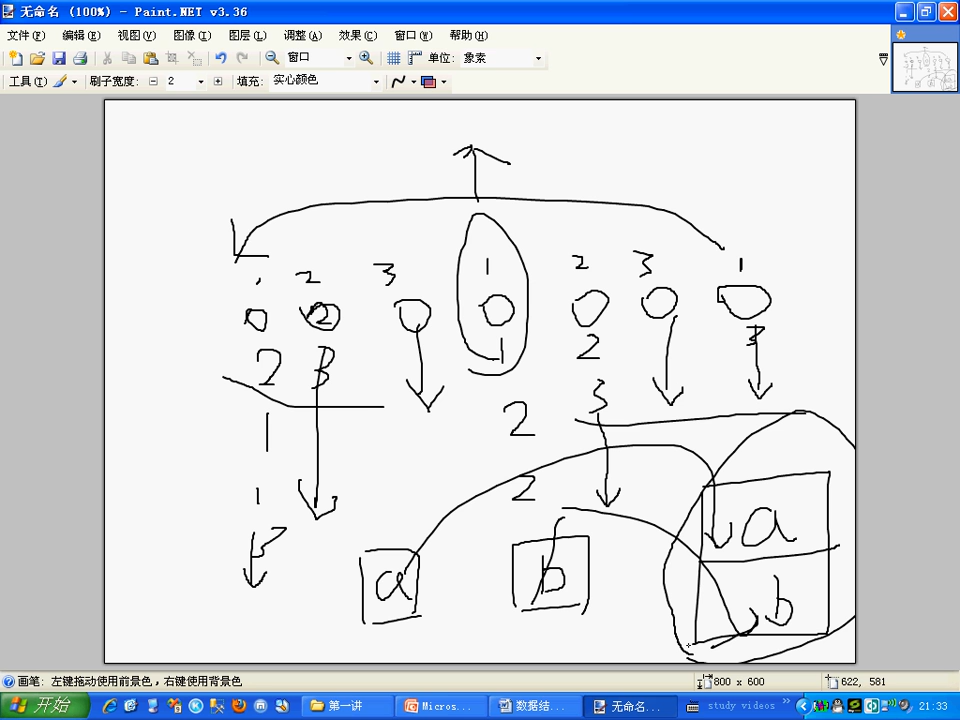 无命名 (100%) - Paint.NET v3.36
文件(F) 编辑(E) 视图(V) 图像(I) 图层(L) 调整(A) 效果(C) 窗口(W) 帮助(H)
窗口 单位: 象素
工具(T) 刷子宽度: 2 填充: 实心颜色
2 3 1 2 3 1
2
2 3 1 2 3
1 2 3
1 2
a b a
b
画笔: 左键拖动使用前景色，右键使用背景色 800 x 600 622, 581
开始 第一讲 Micros... 数据结... 无命名... study videos 21:33